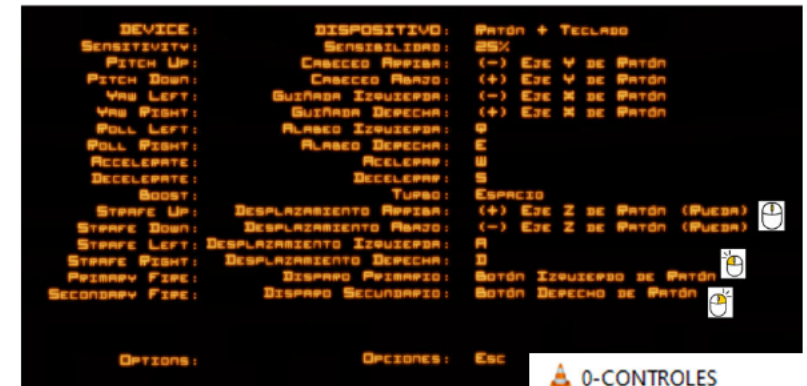 DEVICE: DISPOSITIVO: Ratón + Teclado
Sensitivity: Sensibilidad: 25%
Pitch Up: Cabeceo Arriba: (-) Eje Y de Ratón
Pitch Down: Cabeceo Abajo: (+) Eje Y de Ratón
Yaw Left: Guiñada Izquierda: (-) Eje X de Ratón
Yaw Right: Guiñada Derecha: (+) Eje X de Ratón
Roll Left: Alabeo Izquierda: Q
Roll Right: Alabeo Derecha: E
Accelerate: Acelerar: W
Decelerate: Decelerar: S
Boost: Turbo: Espacio
Strafe Up: Desplazamiento Arriba: (+) Eje Z de Ratón (Rueda)
Strafe Down: Desplazamiento Abajo: (-) Eje Z de Ratón (Rueda)
Strafe Left: Desplazamiento Izquierda: A
Strafe Right: Desplazamiento Derecha: D
Primary Fire: Disparo Primario: Botón Izquierdo de Ratón
Secondary Fire: Disparo Secundario: Botón Derecho de Ratón
Options: Opciones: Esc
0-CONTROLES